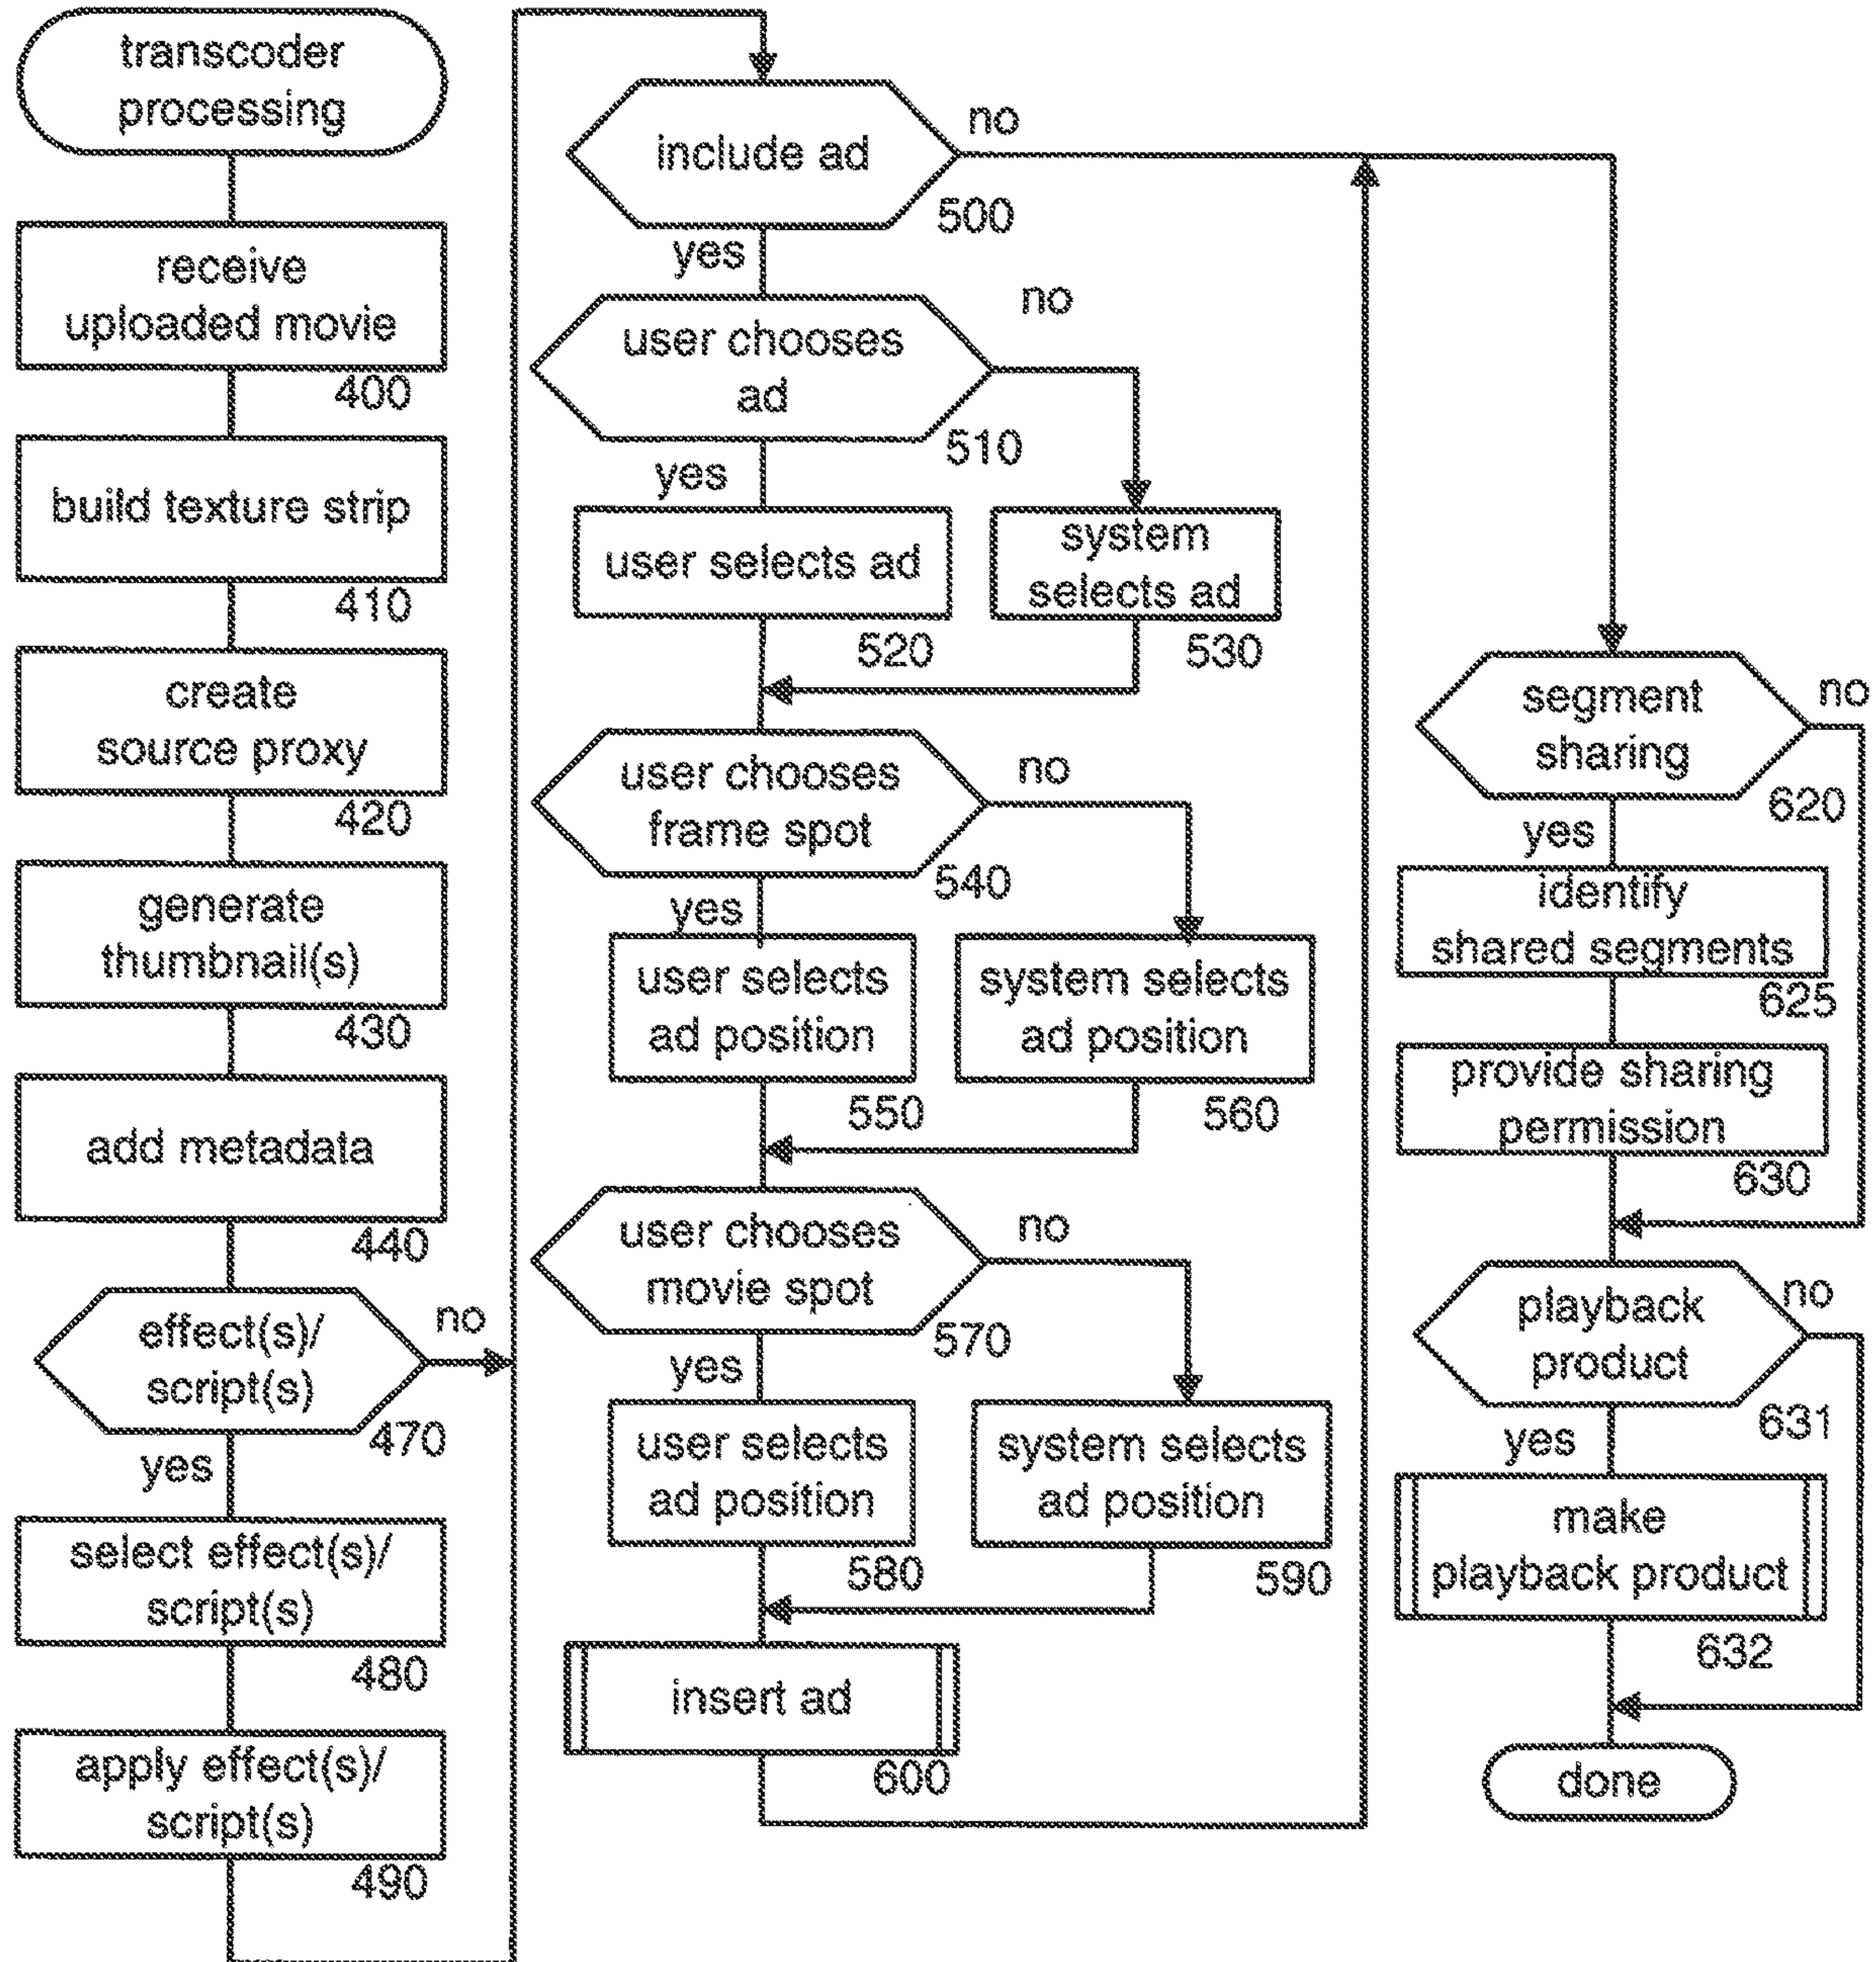 transcoder
processing
receive
uploaded movie
400
build texture strip
410
create
source proxy
420
generate
thumbnail(s)
430
add metadata
440
effect(s)/
script(s)
no
470
yes
select effect(s)/
script(s)
480
apply effect(s)/
script(s)
490
include ad
no
500
yes
user chooses
ad
no
510
yes
user selects ad
520
system
selects ad
530
user chooses
frame spot
no
540
yes
user selects
ad position
550
system selects
ad position
560
user chooses
movie spot
no
570
yes
user selects
ad position
580
system selects
ad position
590
insert ad
600
segment
sharing
no
620
yes
identify
shared segments
625
provide sharing
permission
630
playback
product
no
631
yes
make
playback product
632
done